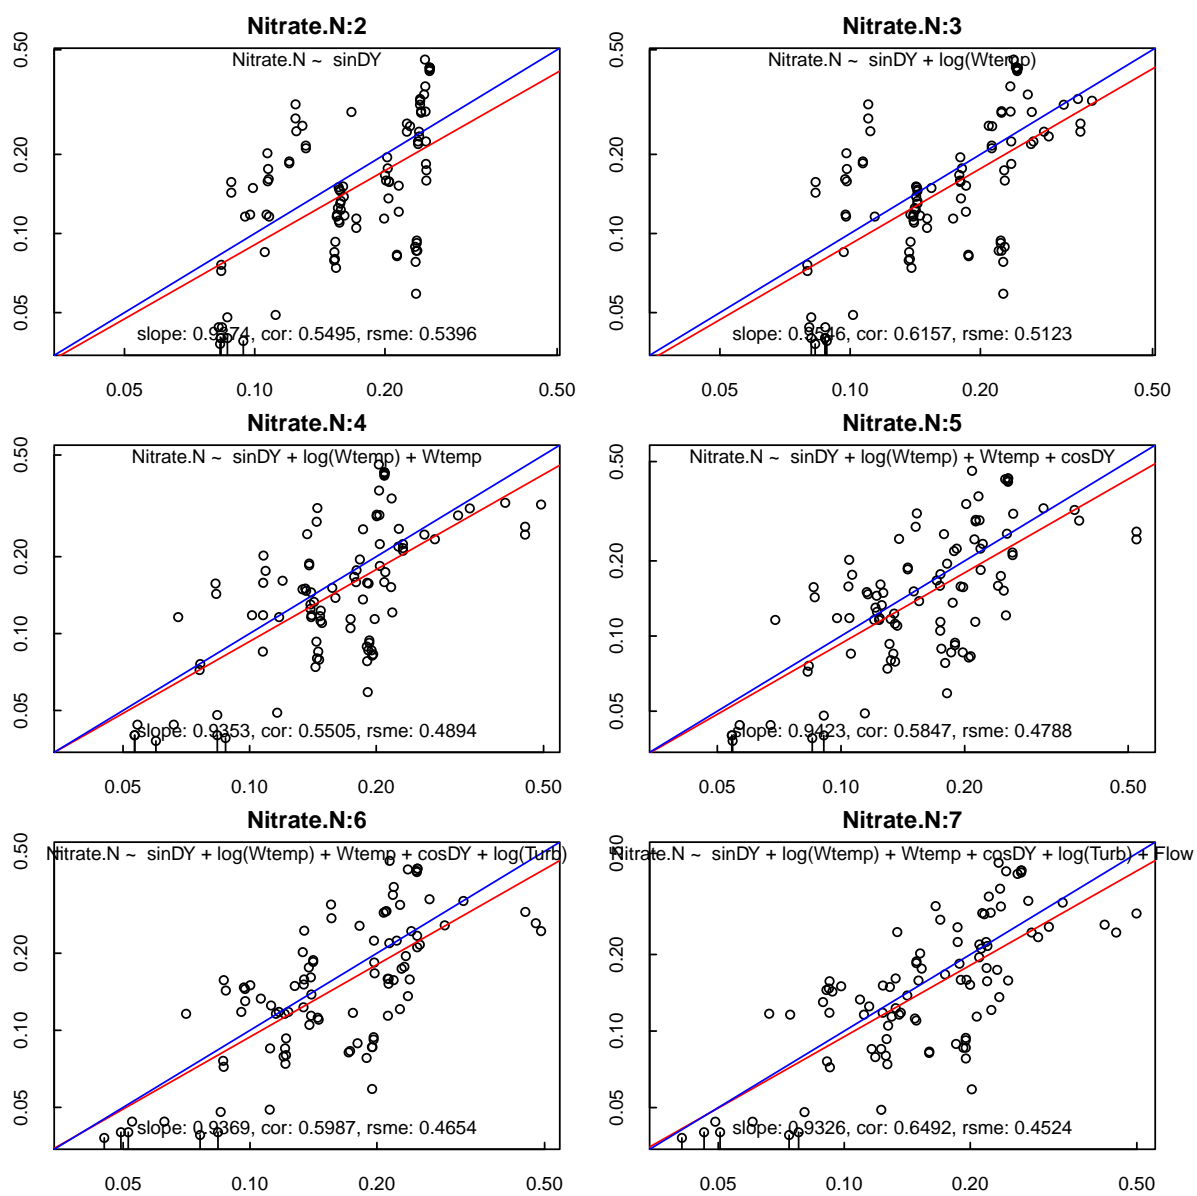 Nitrate.N:2
Nitrate.N ~ sinDY
slope: 0.9174, cor: 0.5495, rsme: 0.5396
0.50
0.20
0.10
0.05
0.05 0.10 0.20 0.50
Nitrate.N:3
Nitrate.N ~ sinDY + log(Wtemp)
cor: 0.6157, rsme: 0.5123
0.50
0.20
0.10
0.05
0.05 0.10 0.20 0.50
Nitrate.N:4
Nitrate.N ~ sinDY + log(Wtemp) + Wtemp
slope: 0.9353, cor: 0.5505, rsme: 0.4894
0.50
0.20
0.10
0.05
0.05 0.10 0.20 0.50
Nitrate.N:5
Nitrate.N ~ sinDY + log(Wtemp) + Wtemp + cosDY
slope: 0.9423, cor: 0.5847, rsme: 0.4788
0.50
0.20
0.10
0.05
0.05 0.10 0.20 0.50
Nitrate.N:6
Nitrate.N ~ sinDY + log(Wtemp) + Wtemp + cosDY + log(Turb)
slope: 0.9369, cor: 0.5987, rsme: 0.4654
0.50
0.20
0.10
0.05
0.05 0.10 0.20 0.50
Nitrate.N:7
Nitrate.N ~ sinDY + log(Wtemp) + Wtemp + cosDY + log(Turb) + Flow
slope: 0.9326, cor: 0.6492, rsme: 0.4524
0.50
0.20
0.10
0.05
0.05 0.10 0.20 0.50